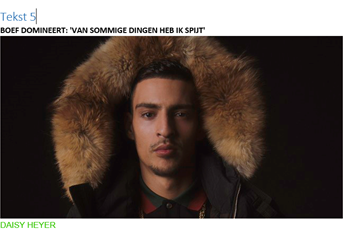 Tekst 5
BOEF DOMINEERT: 'VAN SOMMIGE DINGEN HEB IK SPIJT'
DAISY HEYER